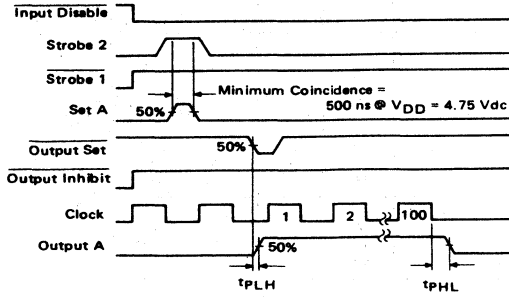 Input Disable
Strobe 2
Strobe 1
Minimum Coincidence =
500 ns @ VDD = 4.75 Vdc
Set A
50%
Output Set
50%
Output Inhibit
Clock
1
2
100
Output A
50%
tPLH
tPHL